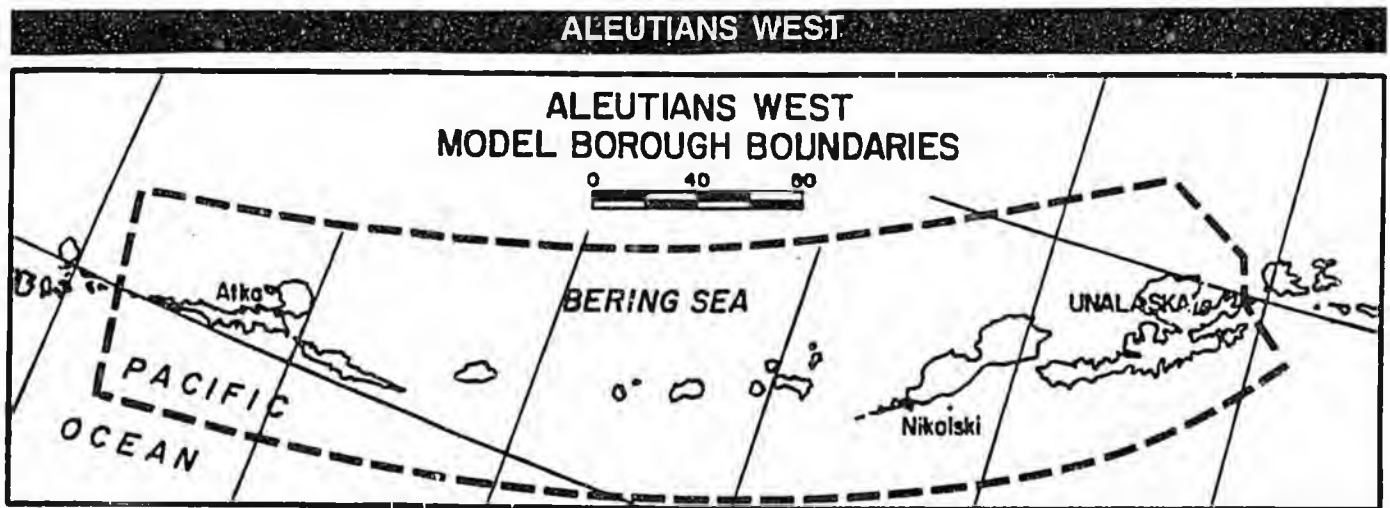 ALEUTIANS WEST
ALEUTIANS WEST
MODEL BOROUGH BOUNDARIES
0 40 80
Atka
BERING SEA
UNALASKA
PACIFIC
OCEAN
Nikolski